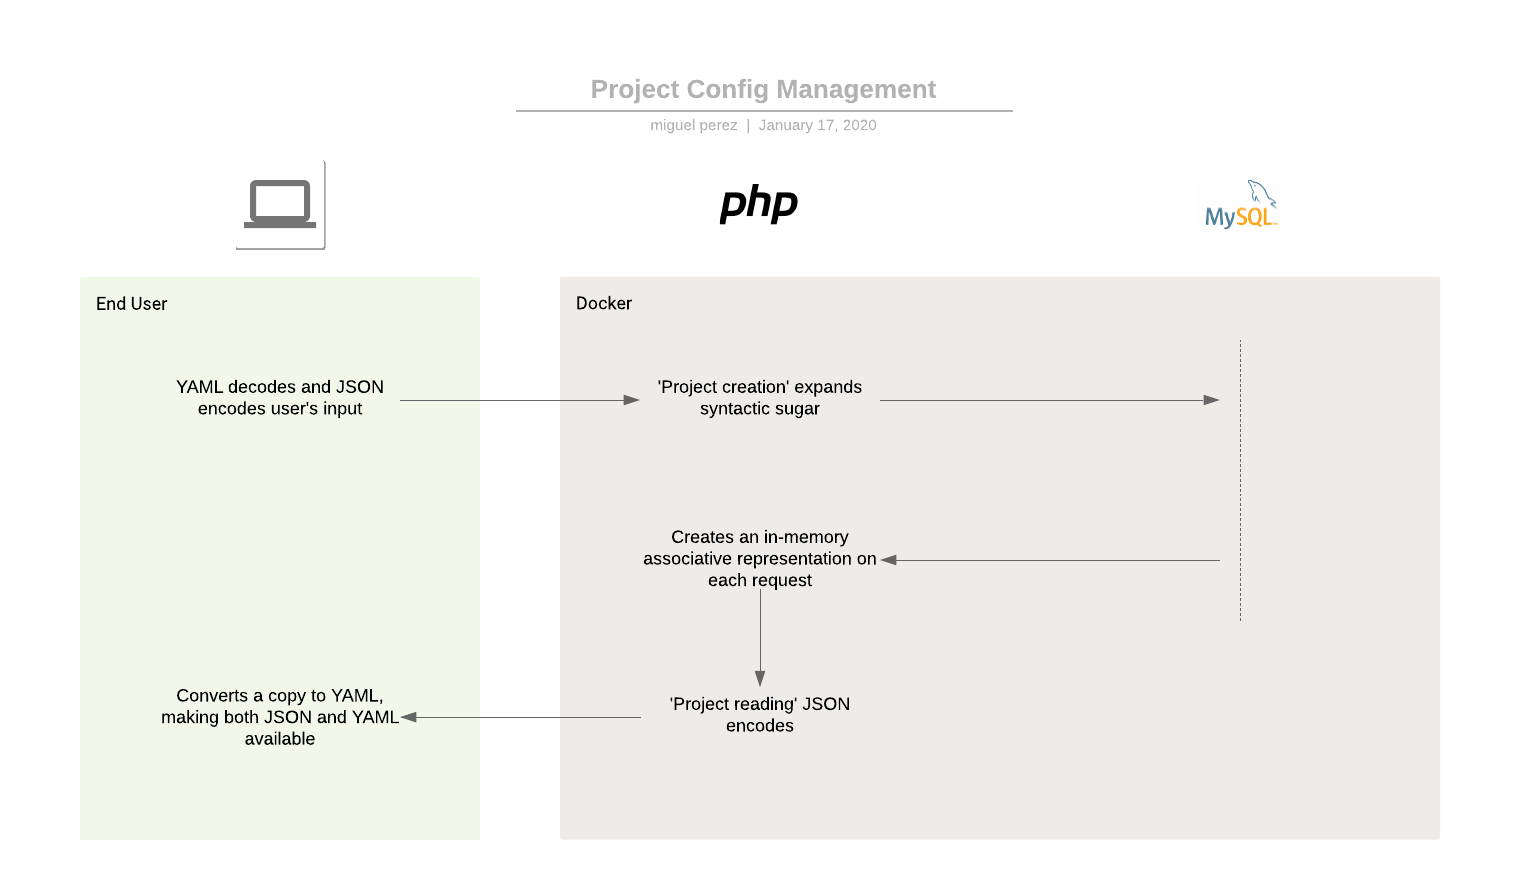 Project Config Management
miguel perez | January 17, 2020
php
MySQL
End User
Docker
YAML decodes and JSON
encodes user's input
'Project creation' expands
syntactic sugar
Creates an in-memory
associative representation on
each request
'Project reading' JSON
encodes
Converts a copy to YAML,
making both JSON and YAML
available